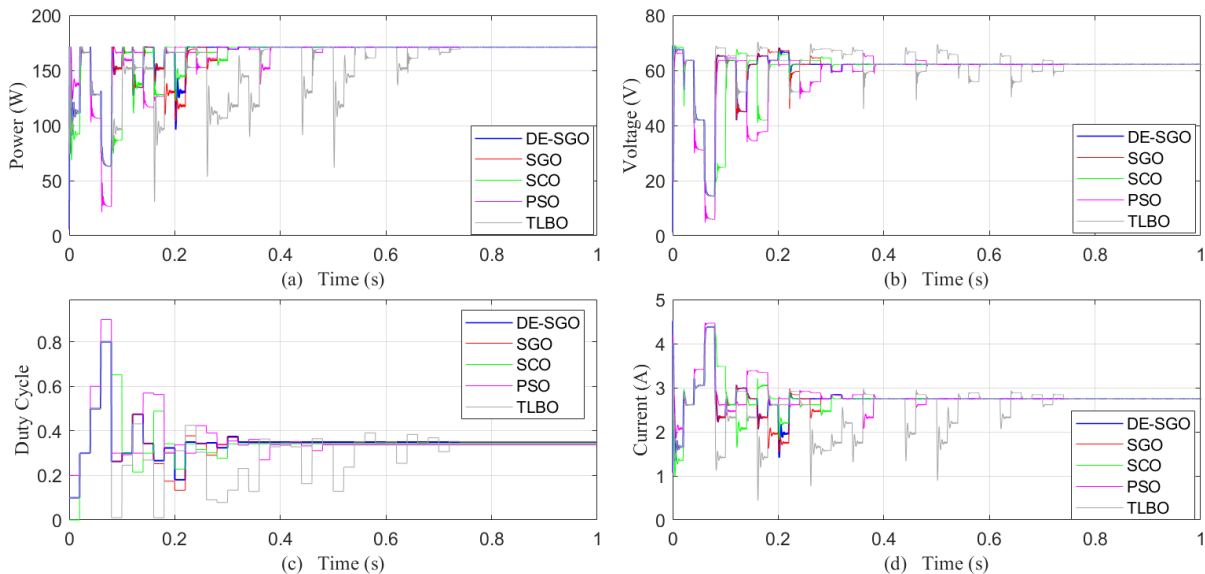 200
150
100
50
0
Power (W)
DE-SGO
SGO
SCO
PSO
TLBO
0 0.2 0.4 0.6 0.8 1
(a) Time (s)
80
60
40
20
0
Voltage (V)
DE-SGO
SGO
SCO
PSO
TLBO
0 0.2 0.4 0.6 0.8 1
(b) Time (s)
0.8
0.6
0.4
0.2
0
Duty Cycle
DE-SGO
SGO
SCO
PSO
TLBO
0 0.2 0.4 0.6 0.8 1
(c) Time (s)
5
4
3
2
1
0
Current (A)
DE-SGO
SGO
SCO
PSO
TLBO
0 0.2 0.4 0.6 0.8 1
(d) Time (s)